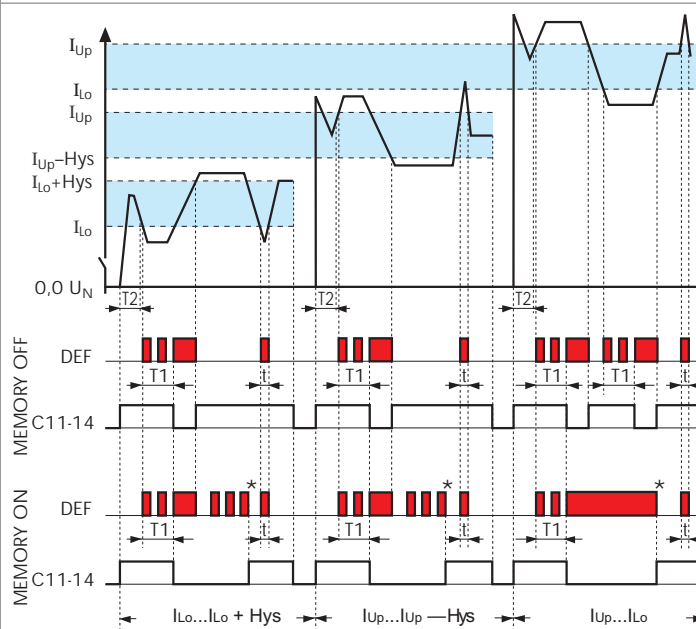 IUp
ILo
IUp
IUp–Hys
ILo+Hys
ILo
0,0 UN
T2 T2 T2
MEMORY OFF
DEF
T1 t T1 t T1 T1 t
C11-14
MEMORY ON
* * *
DEF
T1 t T1 t T1 t
C11-14
ILo...ILo + Hys IUp...IUp —Hys IUp...ILo